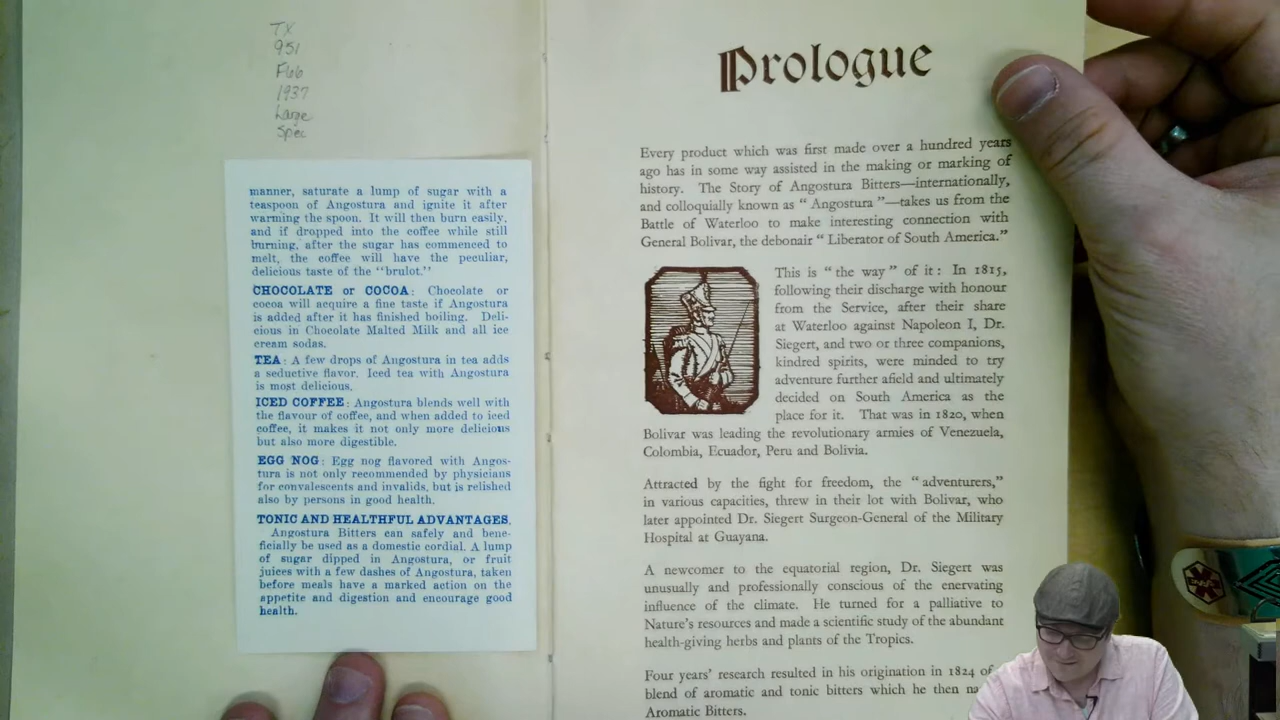 TX
951
F66
1937
Large
Spec
manner, saturate a lump of sugar with a
teaspoon of Angostura and ignite it after
warming the spoon. It will then burn easily,
and if dropped into the coffee while still
burning, after the sugar has commenced to
melt, the coffee will have the peculiar,
delicious taste of the "brulot."
CHOCOLATE or COCOA: Chocolate or
cocoa will acquire a fine taste if Angostura
is added after it has finished boiling. Deli-
cious in Chocolate Malted Milk and all ice
cream sodas.
TEA: A few drops of Angostura in tea adds
a seductive flavor. Iced tea with Angostura
is most delicious.
ICED COFFEE: Angostura blends well with
the flavour of coffee, and when added to iced
coffee, it makes it not only more delicious
but also more digestible.
EGG NOG: Egg nog flavored with Angos-
tura is not only recommended by physicians
for convalescents and invalids, but is relished
also by persons in good health.
TONIC AND HEALTHFUL ADVANTAGES.
Angostura Bitters can safely and bene-
ficially be used as a domestic cordial. A lump
of sugar dipped in Angostura, or fruit
juices with a few dashes of Angostura, taken
before meals have a marked action on the
appetite and digestion and encourage good
health.
Prologue
Every product which was first made over a hundred years
ago has in some way assisted in the making or marking of
history. The Story of Angostura Bitters—internationally,
and colloquially known as " Angostura "—takes us from the
Battle of Waterloo to make interesting connection with
General Bolivar, the debonair " Liberator of South America."
This is " the way " of it : In 1815,
following their discharge with honour
from the Service, after their share
at Waterloo against Napoleon I, Dr.
Siegert, and two or three companions,
kindred spirits, were minded to try
adventure further afield and ultimately
decided on South America as the
place for it. That was in 1820, when
Bolivar was leading the revolutionary armies of Venezuela,
Colombia, Ecuador, Peru and Bolivia.
Attracted by the fight for freedom, the " adventurers,"
in various capacities, threw in their lot with Bolivar, who
later appointed Dr. Siegert Surgeon-General of the Military
Hospital at Guayana.
A newcomer to the equatorial region, Dr. Siegert was
unusually and professionally conscious of the enervating
influence of the climate. He turned for a palliative to
Nature's resources and made a scientific study of the abundant
health-giving herbs and plants of the Tropics.
Four years' research resulted in his origination in 1824 of
blend of aromatic and tonic bitters which he then
Aromatic Bitters.